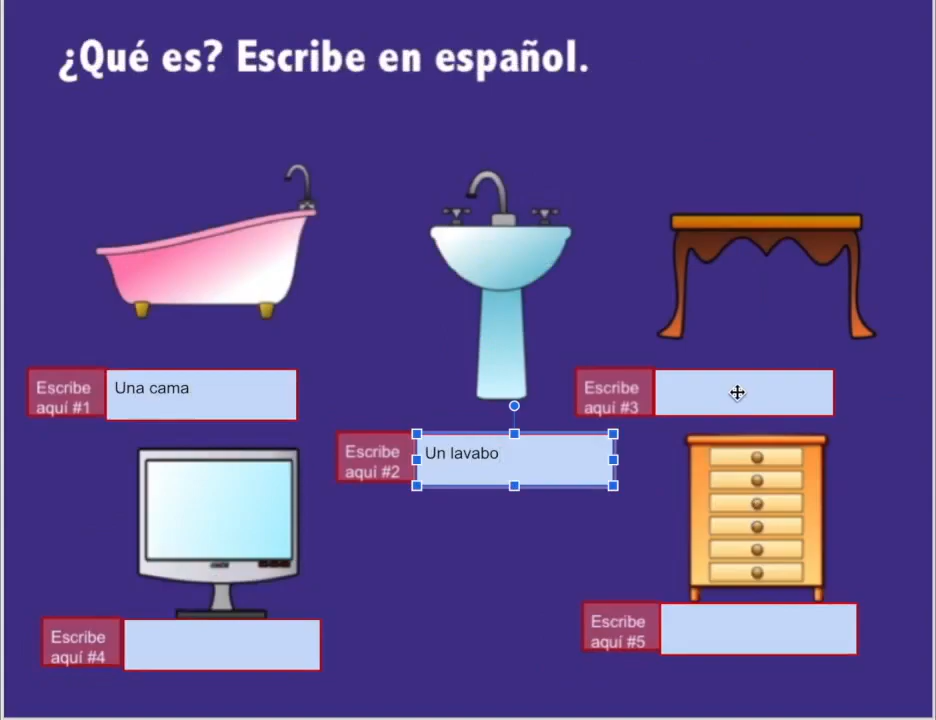 ¿Qué es? Escribe en español.
Escribe
aquí #1
Una cama
Escribe
aquí #2
Un lavabo
Escribe
aquí #3
Escribe
aquí #4
Escribe
aquí #5